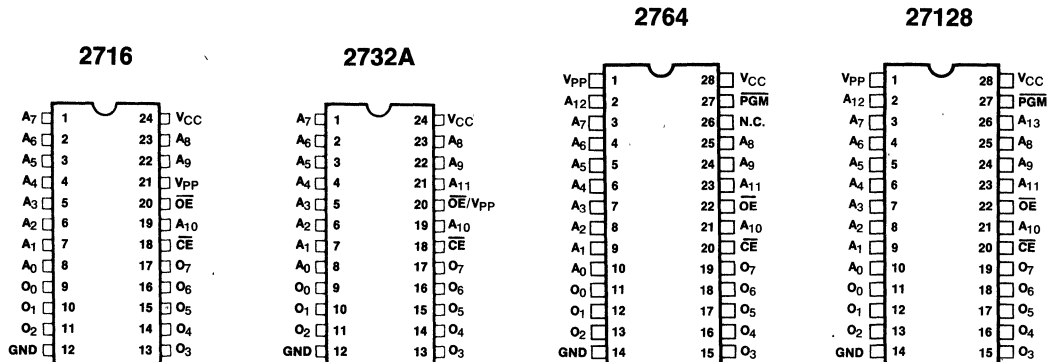 2716
A7 1 24 VCC
A6 2 23 A8
A5 3 22 A9
A4 4 21 VPP
A3 5 20 O̅E̅
A2 6 19 A10
A1 7 18 C̅E̅
A0 8 17 O7
O0 9 16 O6
O1 10 15 O5
O2 11 14 O4
GND 12 13 O3
2732A
A7 1 24 VCC
A6 2 23 A8
A5 3 22 A9
A4 4 21 A11
A3 5 20 O̅E̅/VPP
A2 6 19 A10
A1 7 18 C̅E̅
A0 8 17 O7
O0 9 16 O6
O1 10 15 O5
O2 11 14 O4
GND 12 13 O3
2764
VPP 1 28 VCC
A12 2 27 P̅G̅M̅
A7 3 26 N.C.
A6 4 25 A8
A5 5 24 A9
A4 6 23 A11
A3 7 22 O̅E̅
A2 8 21 A10
A1 9 20 C̅E̅
A0 10 19 O7
O0 11 18 O6
O1 12 17 O5
O2 13 16 O4
GND 14 15 O3
27128
VPP 1 28 VCC
A12 2 27 P̅G̅M̅
A7 3 26 A13
A6 4 25 A8
A5 5 24 A9
A4 6 23 A11
A3 7 22 O̅E̅
A2 8 21 A10
A1 9 20 C̅E̅
A0 10 19 O7
O0 11 18 O6
O1 12 17 O5
O2 13 16 O4
GND 14 15 O3